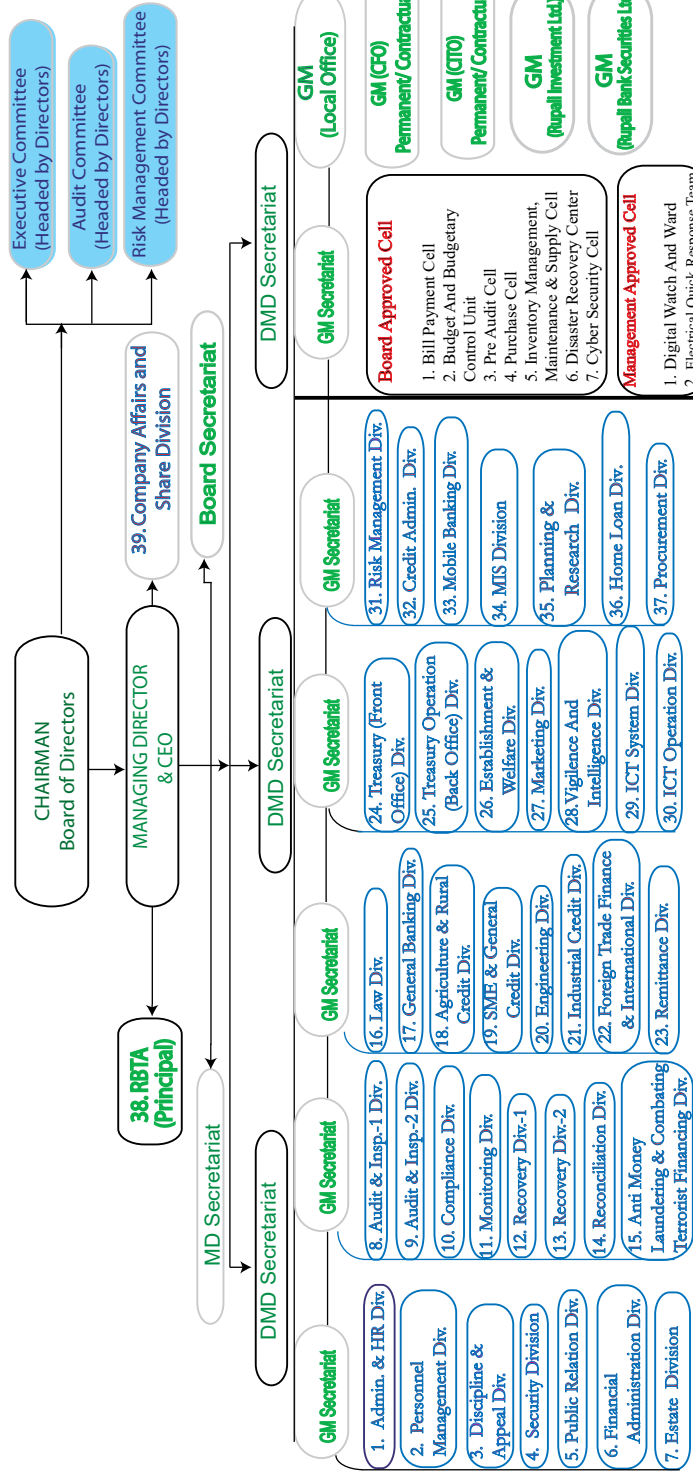 CHAIRMAN
Board of Directors
Executive Committee
(Headed by Directors)
Audit Committee
(Headed by Directors)
Risk Management Committee
(Headed by Directors)
MANAGING DIRECTOR
& CEO
38. RBTA
(Principal)
39. Company Affairs and
Share Division
MD Secretariat
Board Secretariat
DMD Secretariat
DMD Secretariat
DMD Secretariat
GM Secretariat
GM Secretariat
GM Secretariat
GM Secretariat
GM Secretariat
GM Secretariat
GM
(Local Office)
1. Admin. & HR Div.
2. Personnel
Management Div.
3. Discipline &
Appeal Div.
4. Security Division
5. Public Relation Div.
6. Financial
Administration Div.
7. Estate Division
8. Audit & Insp.-1 Div.
9. Audit & Insp.-2 Div.
10. Compliance Div.
11. Monitoring Div.
12. Recovery Div.-1
13. Recovery Div.-2
14. Reconciliation Div.
15. Anti Money
Laundering & Combating
Terrorist Financing Div.
16. Law Div.
17. General Banking Div.
18. Agriculture & Rural
Credit Div.
19. SME & General
Credit Div.
20. Engineering Div.
21. Industrial Credit Div.
22. Foreign Trade Finance
& International Div.
23. Remittance Div.
24. Treasury (Front
Office) Div.
25. Treasury Operation
(Back Office) Div.
26. Establishment &
Welfare Div.
27. Marketing Div.
28. Vigilence And
Intelligence Div.
29. ICT System Div.
30. ICT Operation Div.
31. Risk Management Div.
32. Credit Admin. Div.
33. Mobile Banking Div.
34. MIS Division
35. Planning &
Research Div.
36. Home Loan Div.
37. Procurement Div.
Board Approved Cell
1. Bill Payment Cell
2. Budget And Budgetary
Control Unit
3. Pre Audit Cell
4. Purchase Cell
5. Inventory Management,
Maintenance & Supply Cell
6. Disaster Recovery Center
7. Cyber Security Cell
Management Approved Cell
1. Digital Watch And Ward
2. Electrical Quick Response Team
GM (CFO)
Permanent/ Contractua
GM (CITO)
Permanent/ Contractu
GM
(Rupali Investment Ltd.)
GM
(Rupali Bank Securities Lt